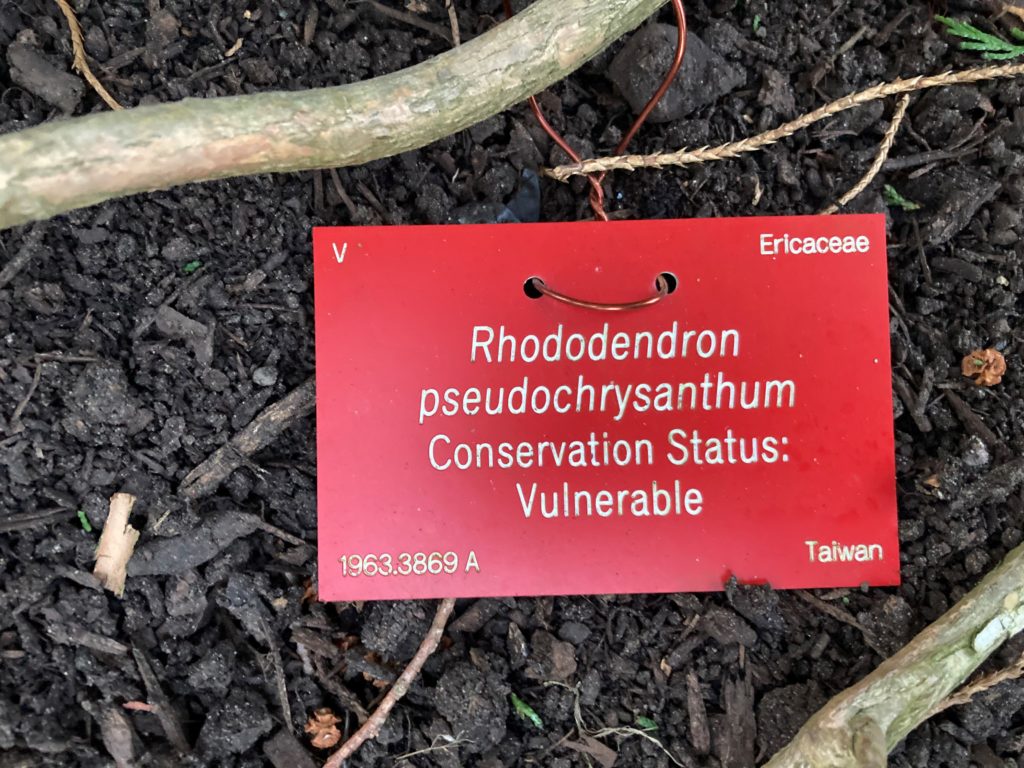 V
Ericaceae
Rhododendron
pseudochrysanthum
Conservation Status:
Vulnerable
1963.3869 A
Taiwan